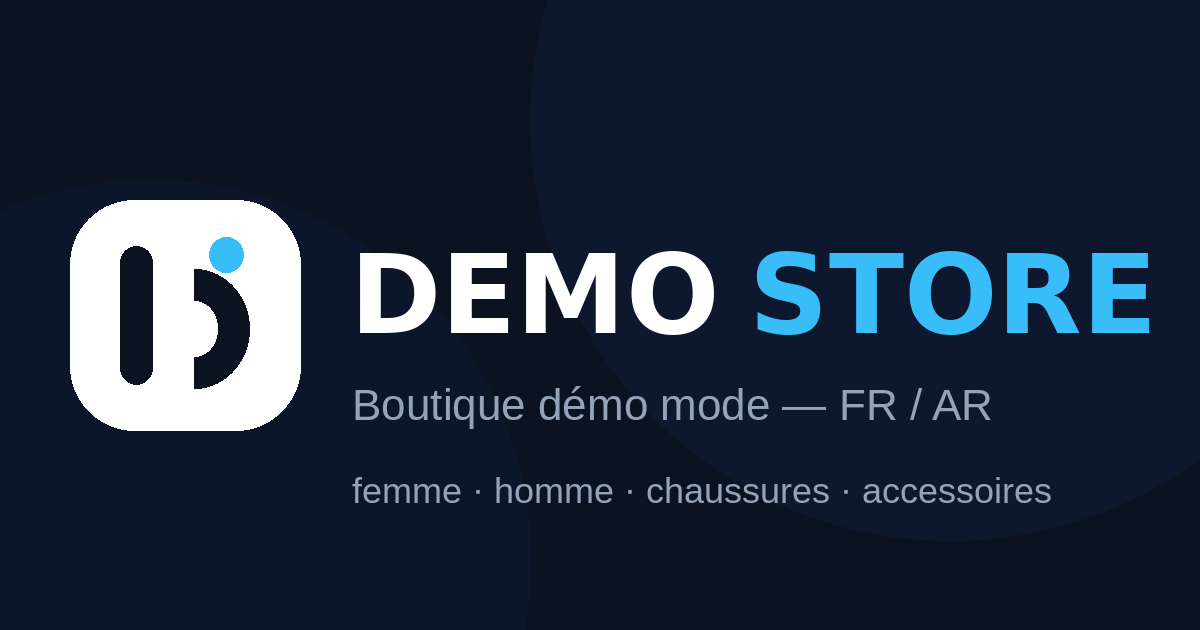 DEMO STORE
Boutique démo mode — FR / AR
femme · homme · chaussures · accessoires